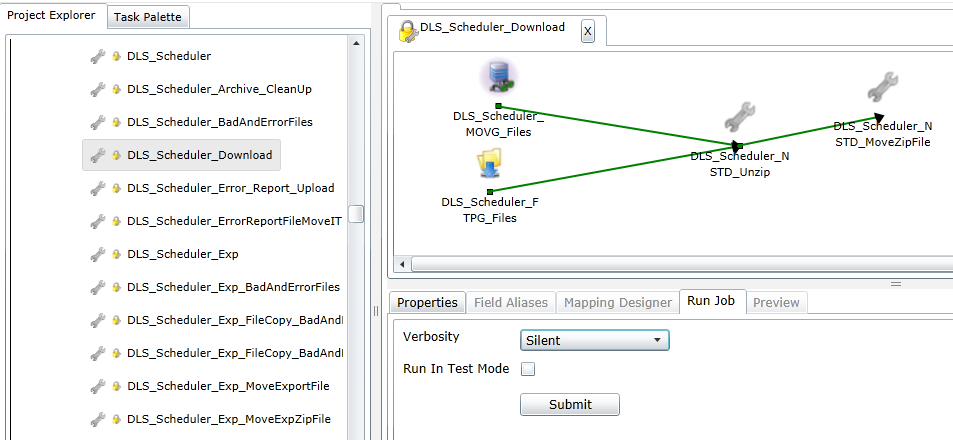 Project Explorer
Task Palette
DLS_Scheduler
DLS_Scheduler_Archive_CleanUp
DLS_Scheduler_BadAndErrorFiles
DLS_Scheduler_Download
DLS_Scheduler_Error_Report_Upload
DLS_Scheduler_ErrorReportFileMoveIT
DLS_Scheduler_Exp
DLS_Scheduler_Exp_BadAndErrorFiles
DLS_Scheduler_Exp_FileCopy_BadAnd
DLS_Scheduler_Exp_FileCopy_BadAnd
DLS_Scheduler_Exp_MoveExportFile
DLS_Scheduler_Exp_MoveExpZipFile
DLS_Scheduler_Download
X
DLS_Scheduler_
MOVG_Files
DLS_Scheduler_F
TPG_Files
DLS_Scheduler_N
STD_Unzip
DLS_Scheduler_N
STD_MoveZipFile
Properties
Field Aliases
Mapping Designer
Run Job
Preview
Verbosity
Silent
Run In Test Mode
Submit